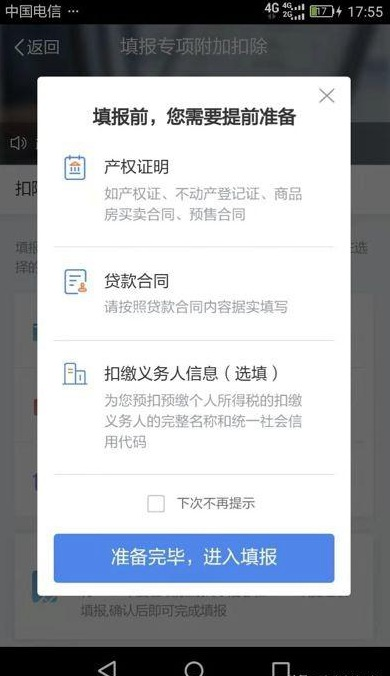 中国电信 ··· 4G 4G 2G 17 17:55
返回 填报专项附加扣除
填报前，您需要提前准备
产权证明
如产权证、不动产登记证、商品
房买卖合同、预售合同
扣除
填报
选
择的
贷款合同
请按照贷款合同内容据实填写
扣缴义务人信息（选填）
为您预扣预缴个人所得税的扣缴
义务人的完整名称和统一社会信
用代码
下次不再提示
准备完毕，进入填报
填报,确认后即可完成填报